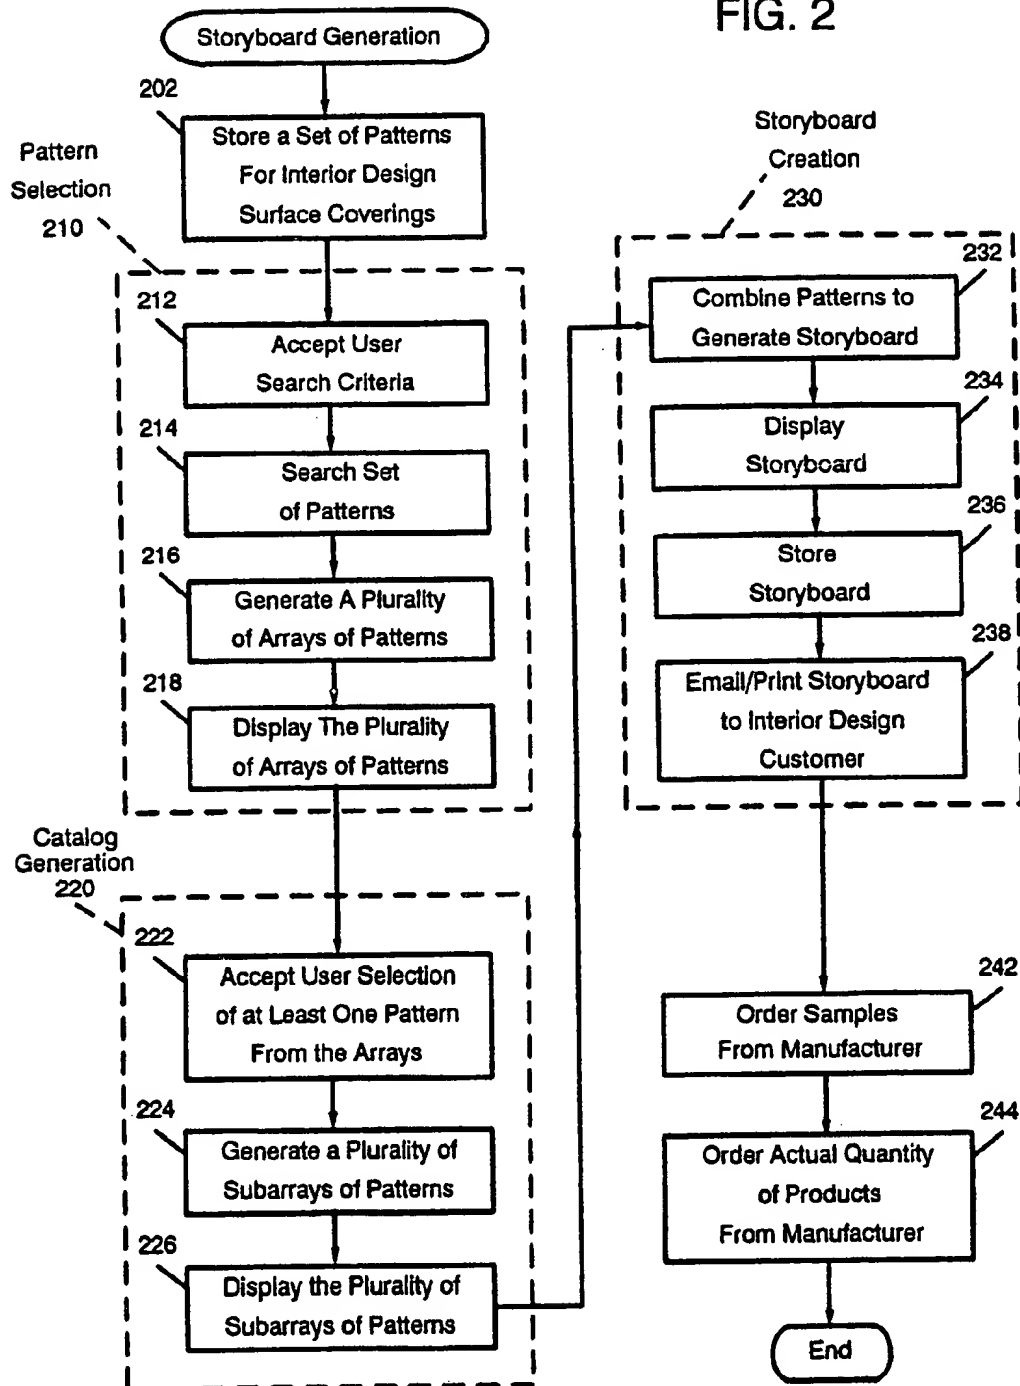 FIG. 2
Storyboard Generation
202
Store a Set of Patterns
For Interior Design
Surface Coverings
Pattern
Selection
210
212
Accept User
Search Criteria
214
Search Set
of Patterns
216
Generate A Plurality
of Arrays of Patterns
218
Display The Plurality
of Arrays of Patterns
Catalog
Generation
220
222
Accept User Selection
of at Least One Pattern
From the Arrays
224
Generate a Plurality of
Subarrays of Patterns
226
Display the Plurality of
Subarrays of Patterns
Storyboard
Creation
230
232
Combine Patterns to
Generate Storyboard
234
Display
Storyboard
236
Store
Storyboard
238
Email/Print Storyboard
to Interior Design
Customer
242
Order Samples
From Manufacturer
244
Order Actual Quantity
of Products
From Manufacturer
End